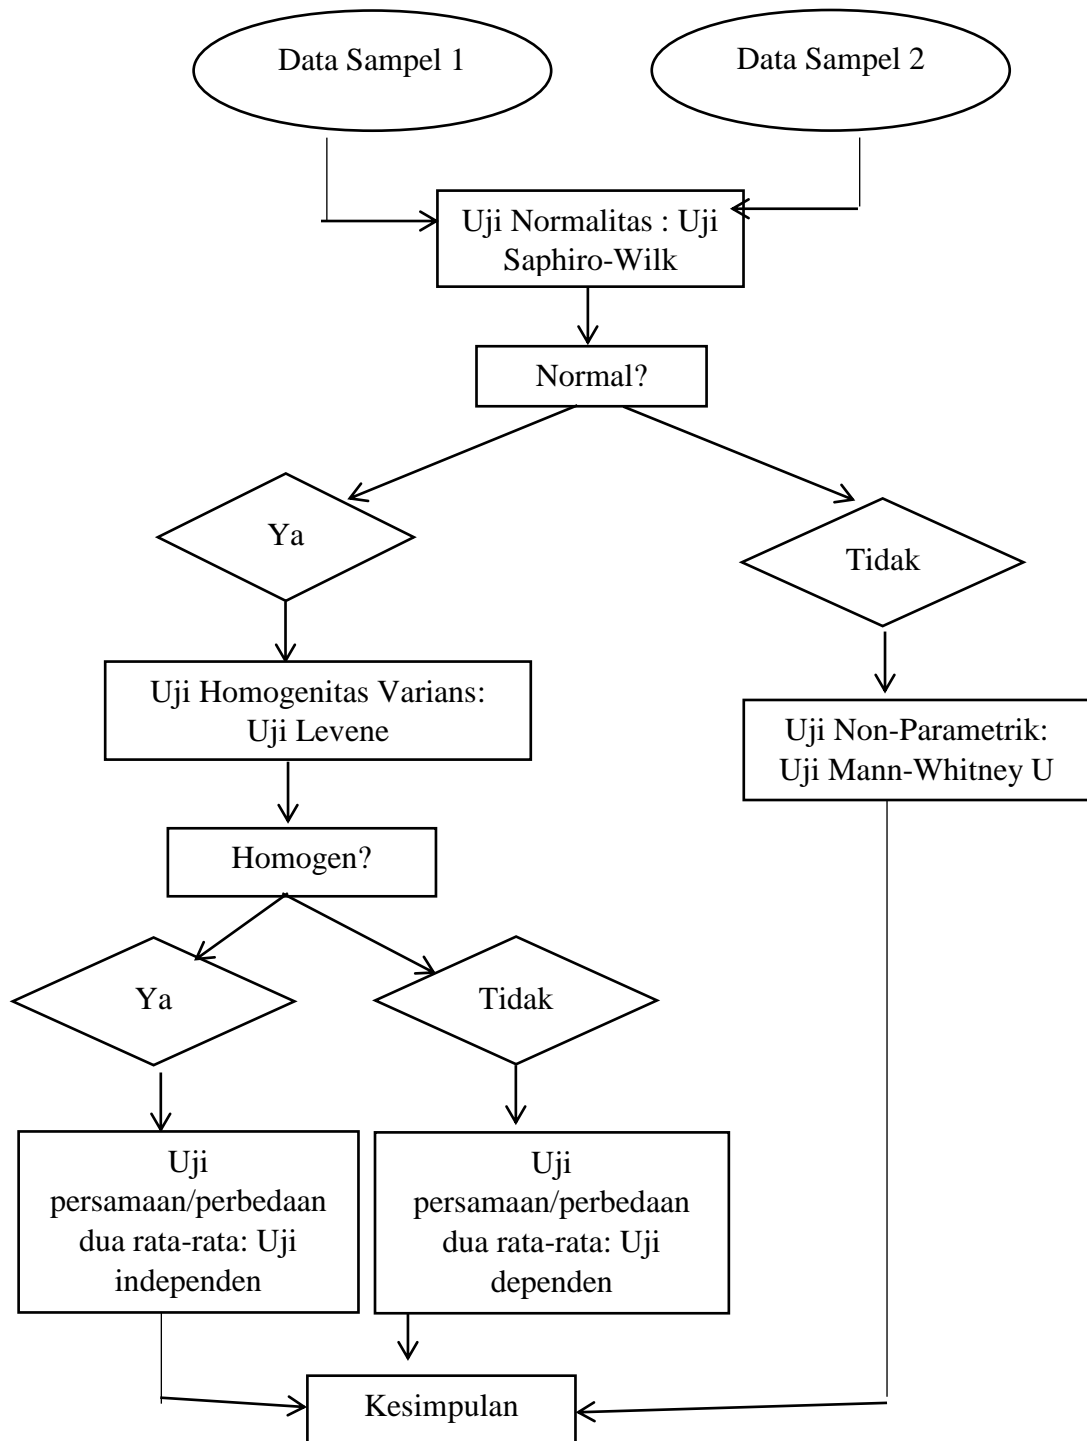 Data Sampel 1
Data Sampel 2
Uji Normalitas : Uji
Saphiro-Wilk
Normal?
Ya
Tidak
Uji Homogenitas Varians:
Uji Levene
Uji Non-Parametrik:
Uji Mann-Whitney U
Homogen?
Ya
Tidak
Uji
persamaan/perbedaan
dua rata-rata: Uji
independen
Uji
persamaan/perbedaan
dua rata-rata: Uji
dependen
Kesimpulan